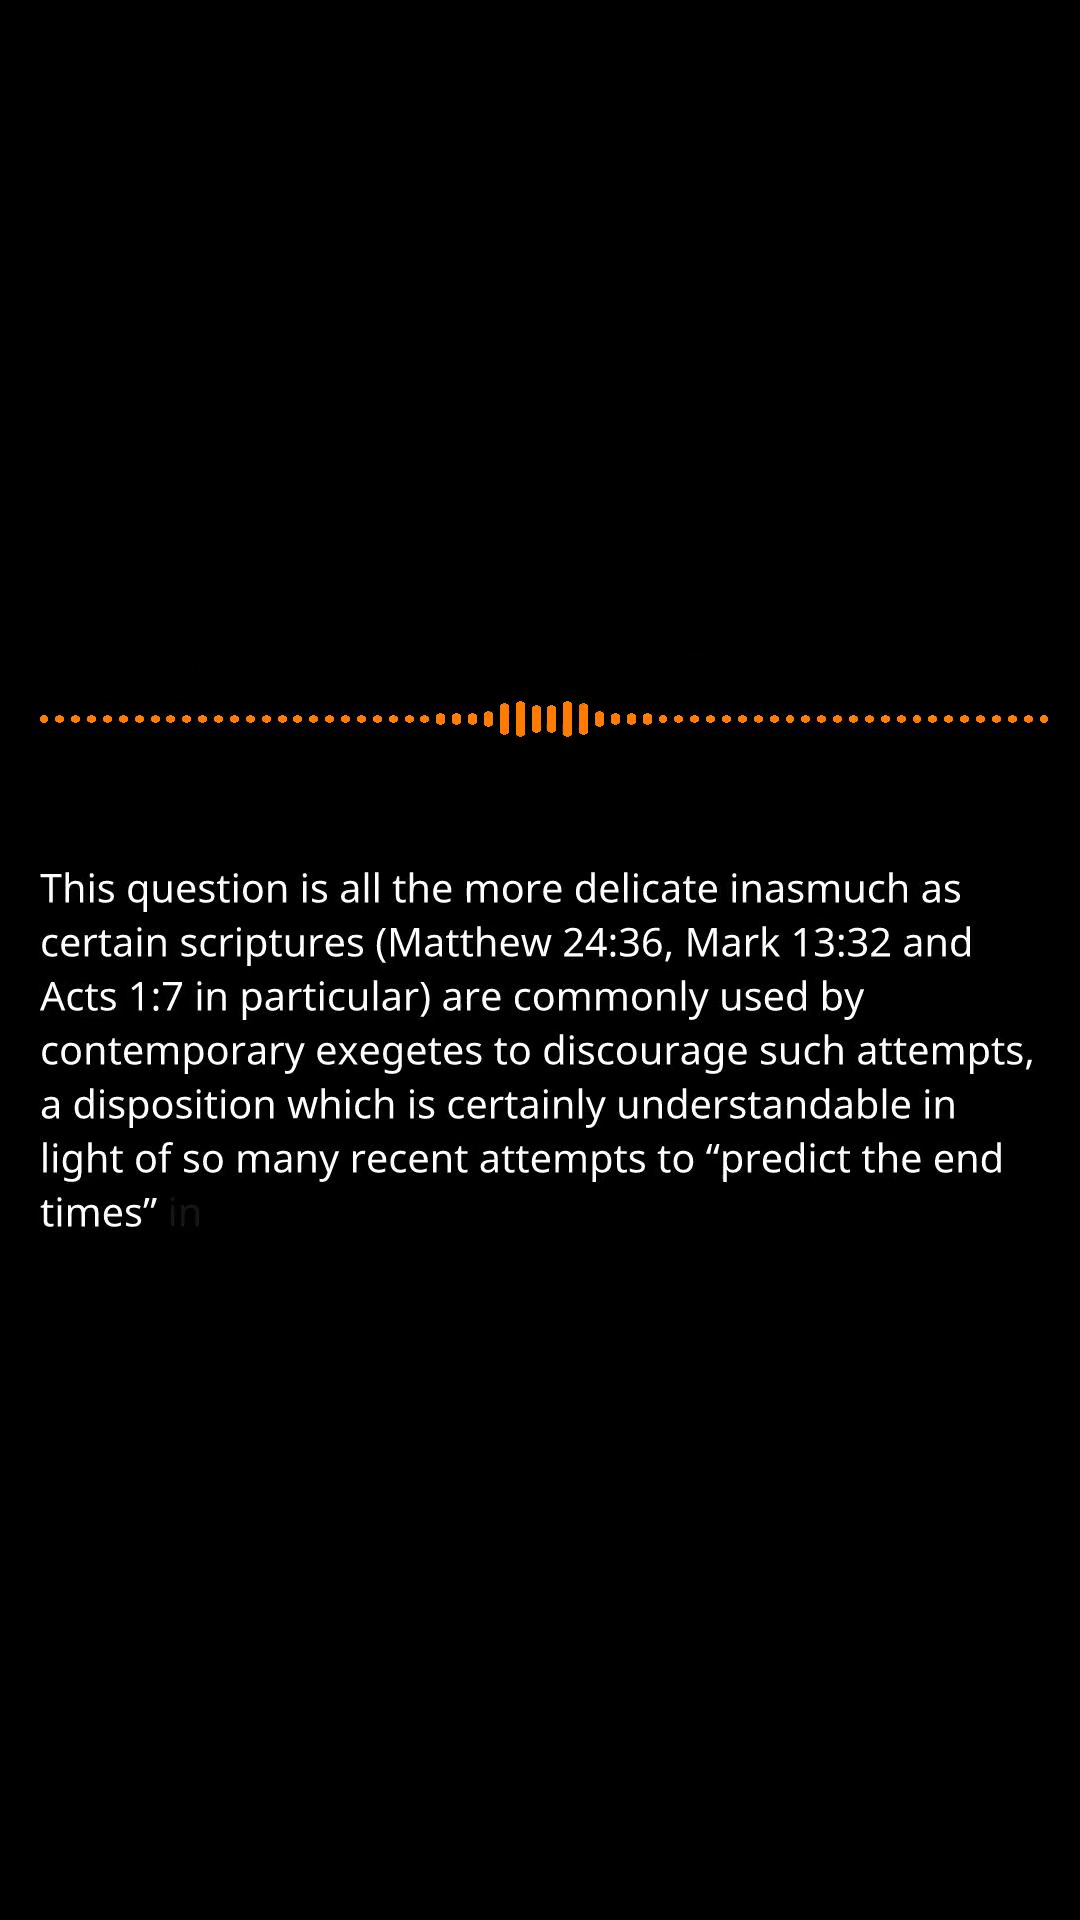 This question is all the more delicate inasmuch as
certain scriptures (Matthew 24:36, Mark 13:32 and
Acts 1:7 in particular) are commonly used by
contemporary exegetes to discourage such attempts,
a disposition which is certainly understandable in
light of so many recent attempts to “predict the end
times” in